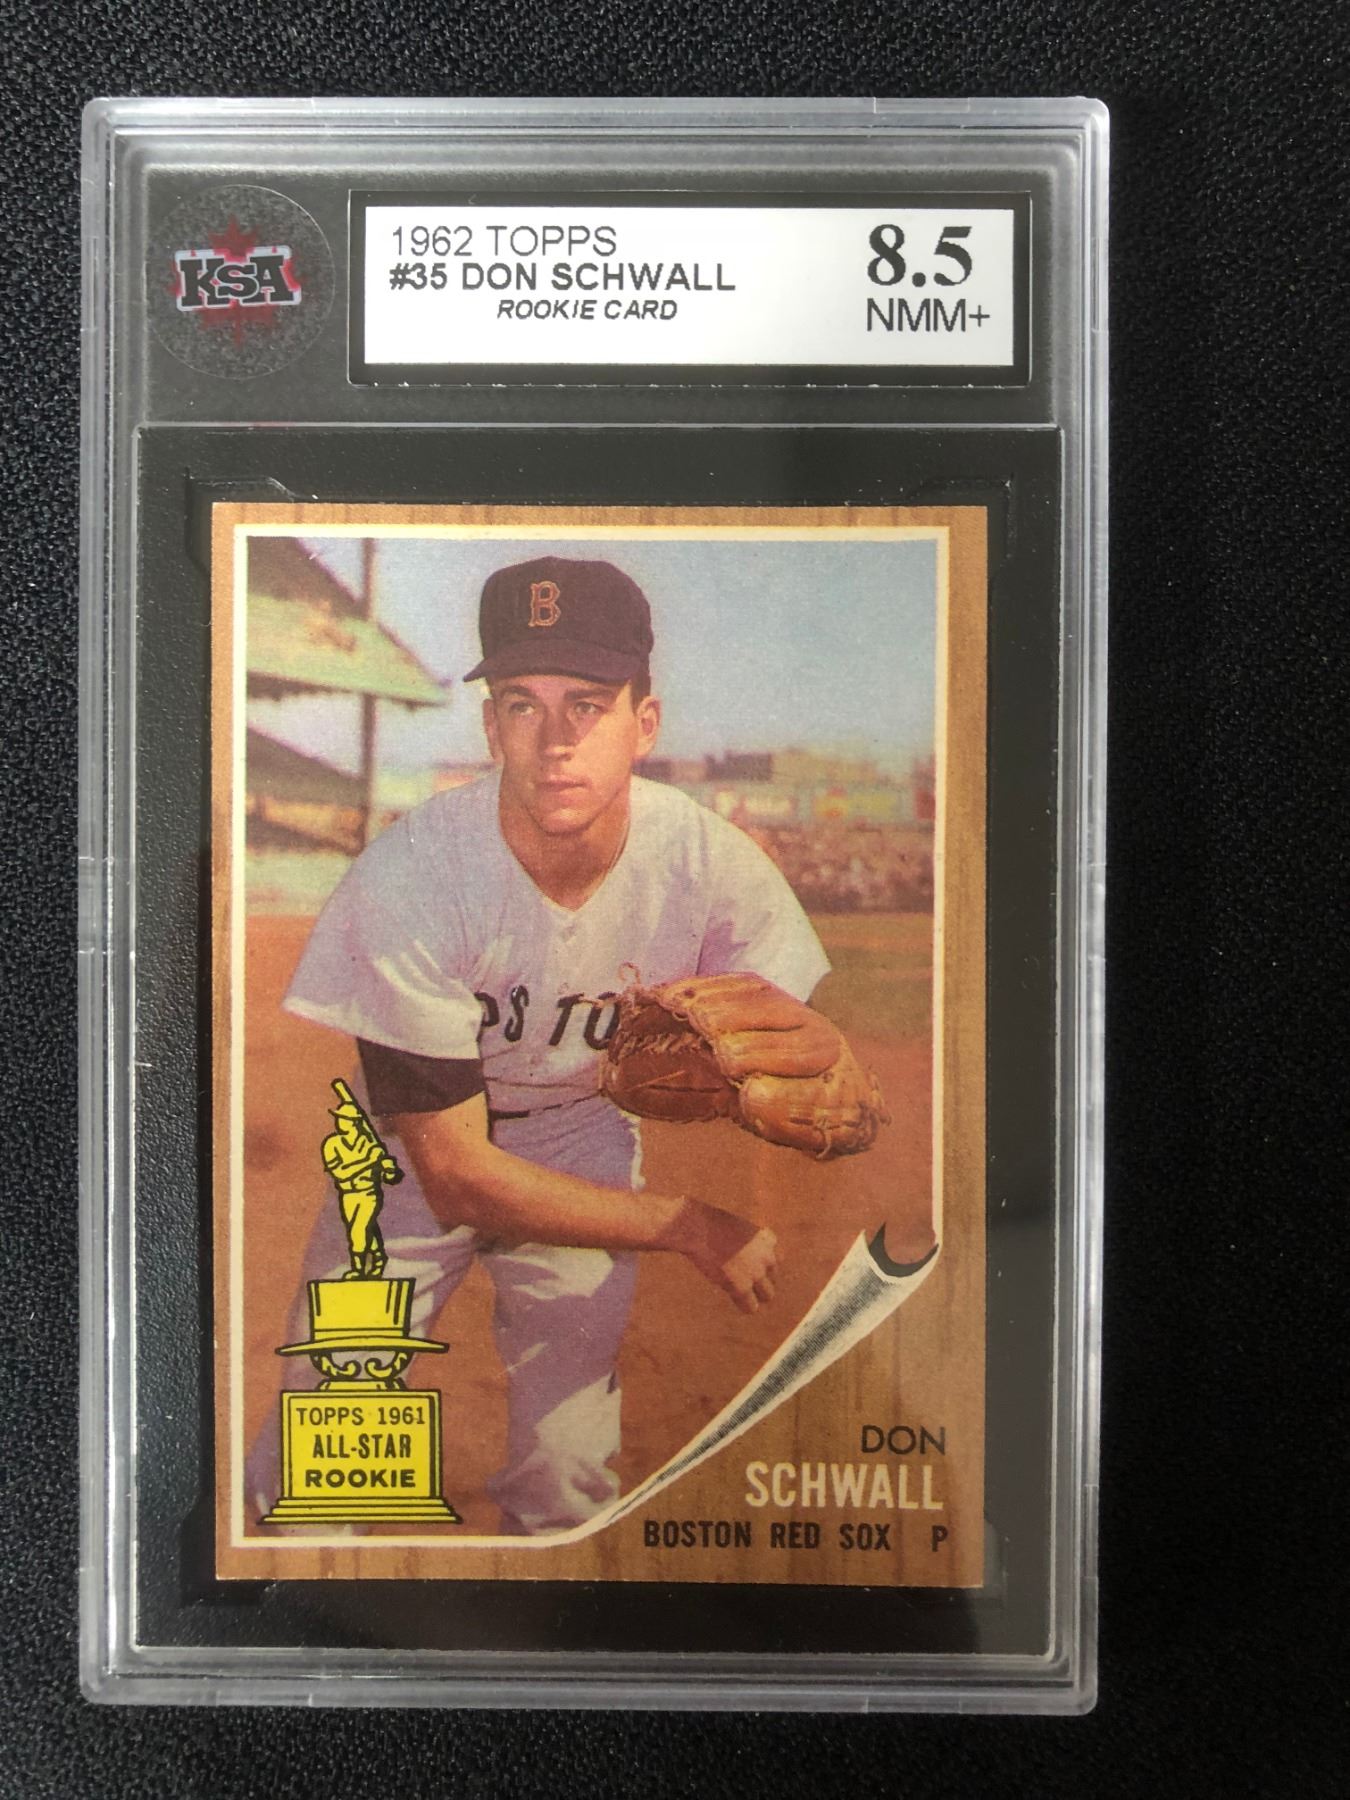 KSA
1962 TOPPS
#35 DON SCHWALL
ROOKIE CARD
8.5
NMM+
B
OSTO
TOPPS 1961
ALL-STAR
ROOKIE
DON
SCHWALL
BOSTON RED SOX P